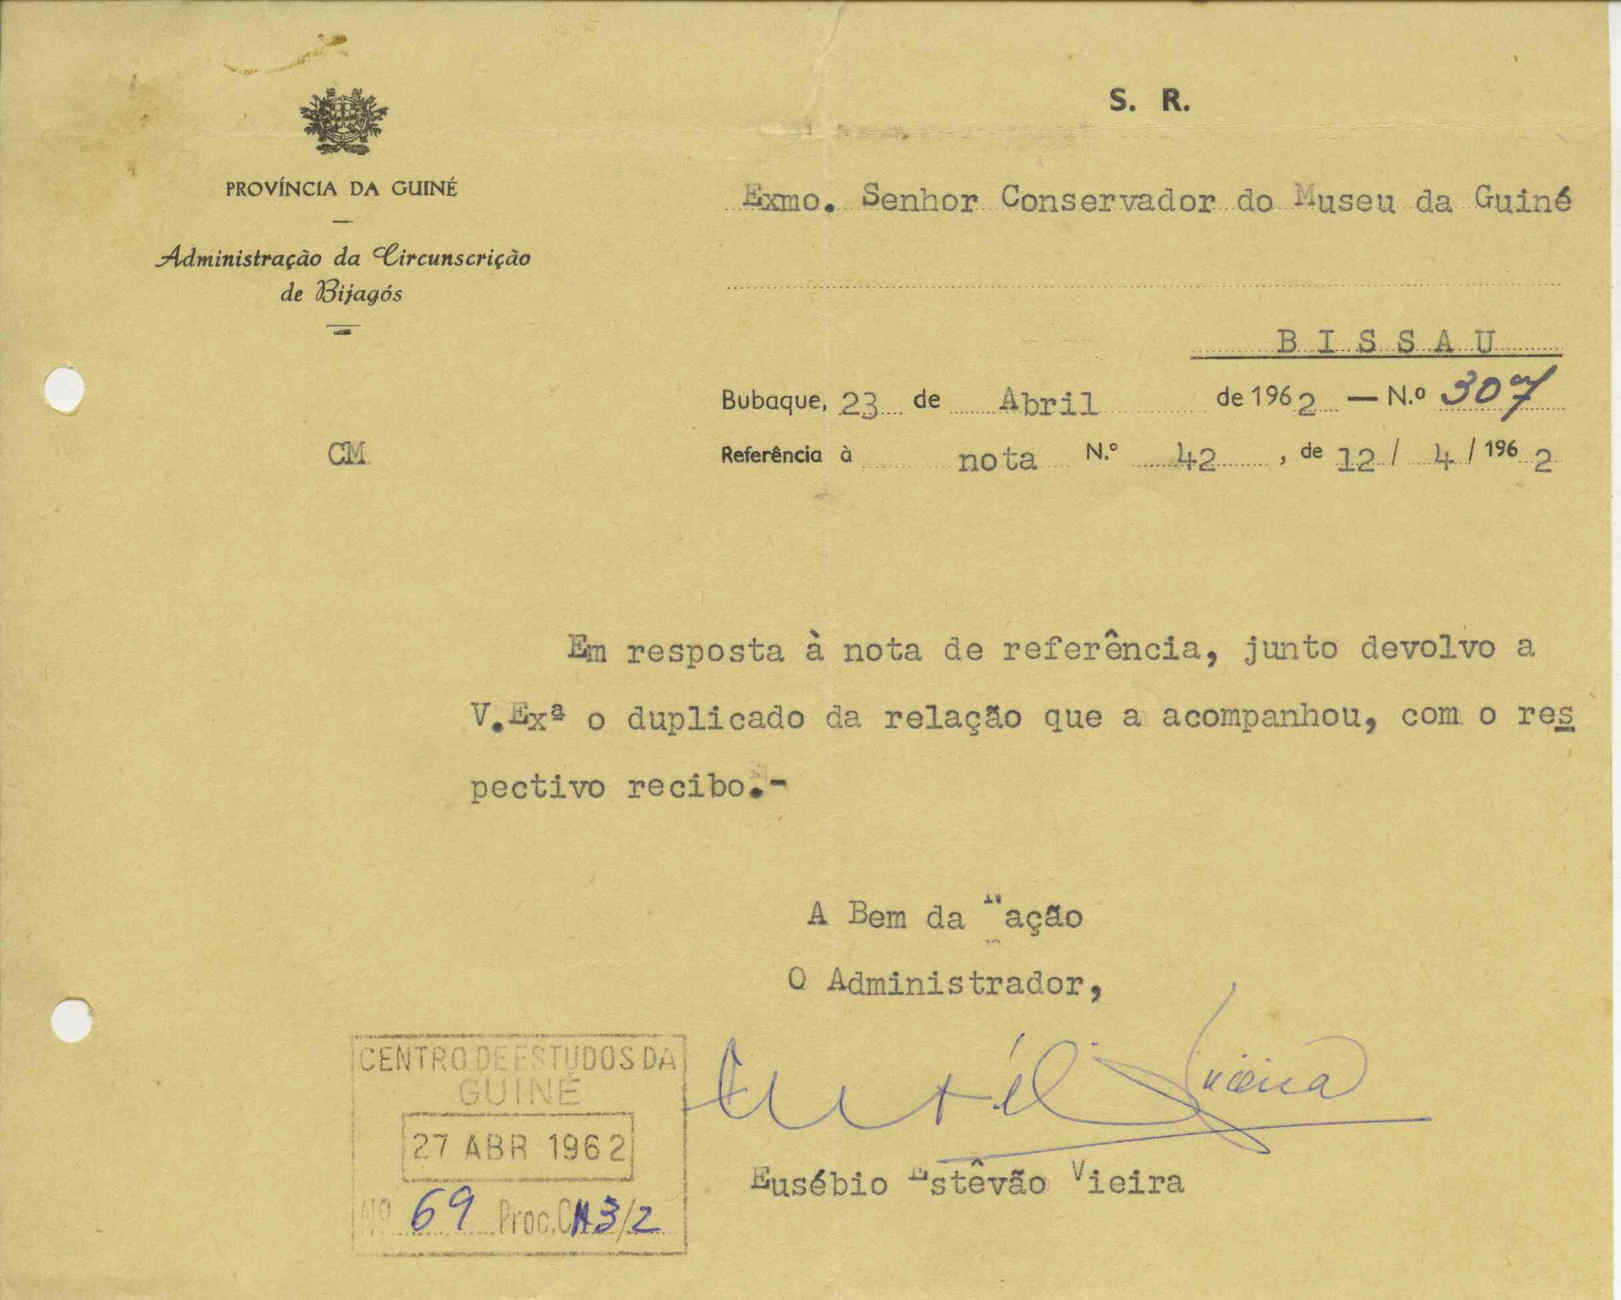 PROVÍNCIA DA GUINÉ
Administração da Circunscrição
de Bijagós
S. R.
Exmo. Senhor Conservador do Museu da Guiné
BISSAU
Bubaque, 23 de Abril de 1962 — N.º 307
CM
Referência à nota N.º 42, de 12 / 4 / 1962
Em resposta à nota de referência, junto devolvo a
V.Exª o duplicado da relação que a acompanhou, com o res
pectivo recibo.-
A Bem da Nação
O Administrador,
Eusébio Estêvão Vieira
CENTRO DE ESTUDOS DA
GUINÉ
27 ABR 1962
Nº 69 Proc.